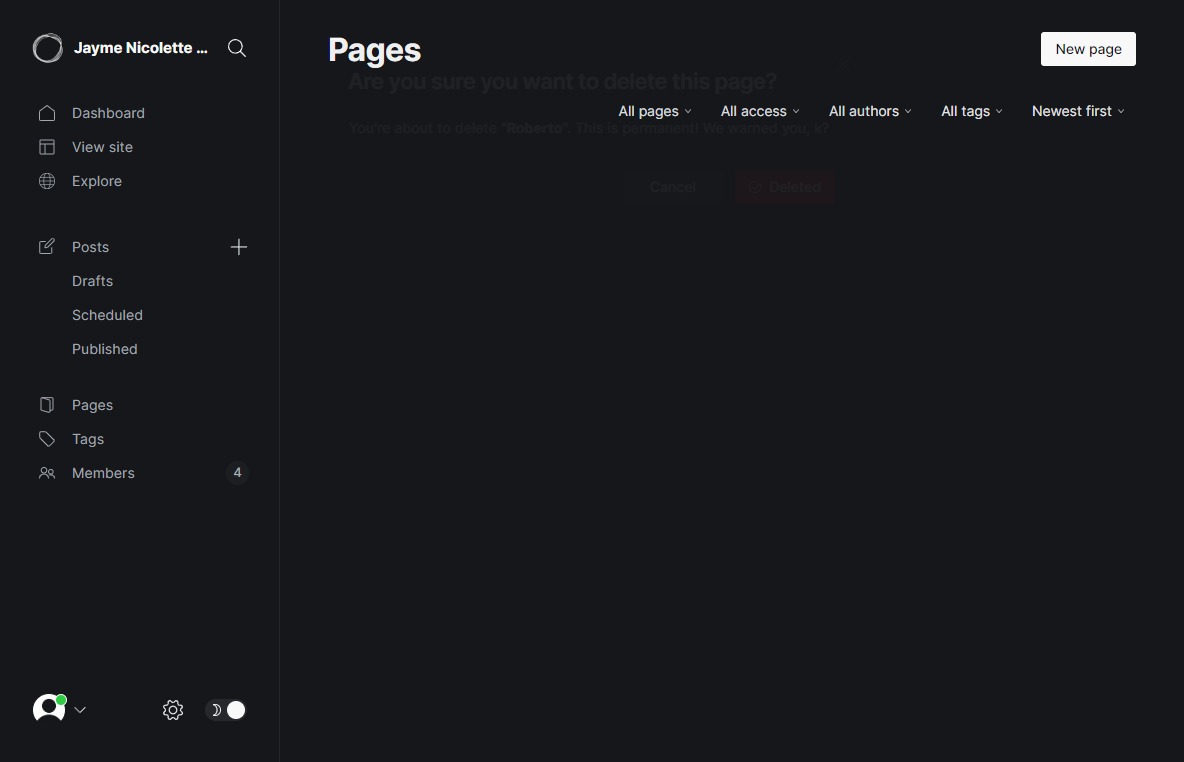 Jayme Nicolette ...
Dashboard
View site
Explore
Posts
Drafts
Scheduled
Published
Pages
Tags
Members
4
Pages
New page
Are you sure you want to delete this page?
All pages
All access
All authors
All tags
Newest first
You're about to delete "Roberto". This is permanent! We warned you, k?
Cancel
Deleted